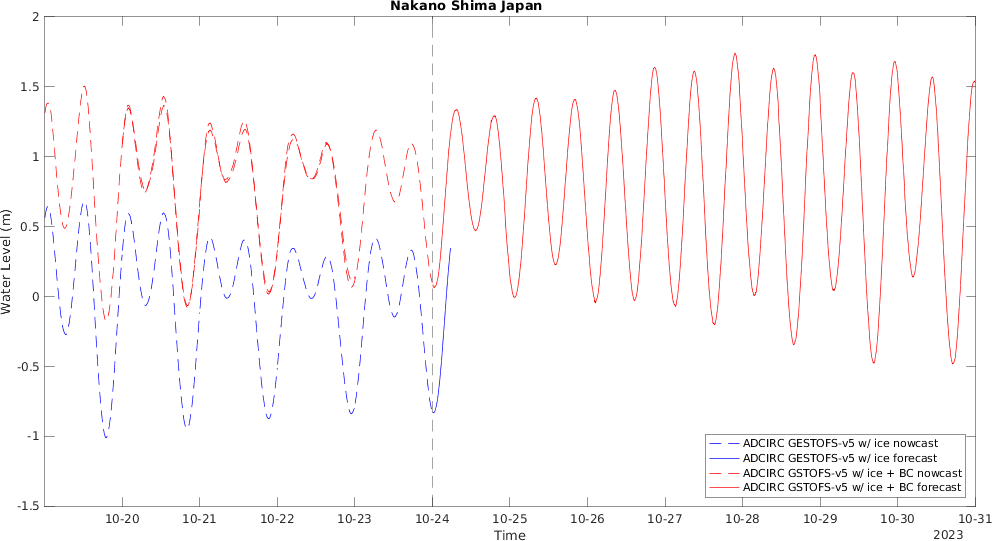 Nakano Shima Japan
2
1.5
1
0.5
0
-0.5
-1
-1.5
Water Level (m)
10-20 10-21 10-22 10-23 10-24 10-25 10-26 10-27 10-28 10-29 10-30 10-31
Time
2023
ADCIRC GESTOFS-v5 w/ ice nowcast
ADCIRC GESTOFS-v5 w/ ice forecast
ADCIRC GSTOFS-v5 w/ ice + BC nowcast
ADCIRC GSTOFS-v5 w/ ice + BC forecast